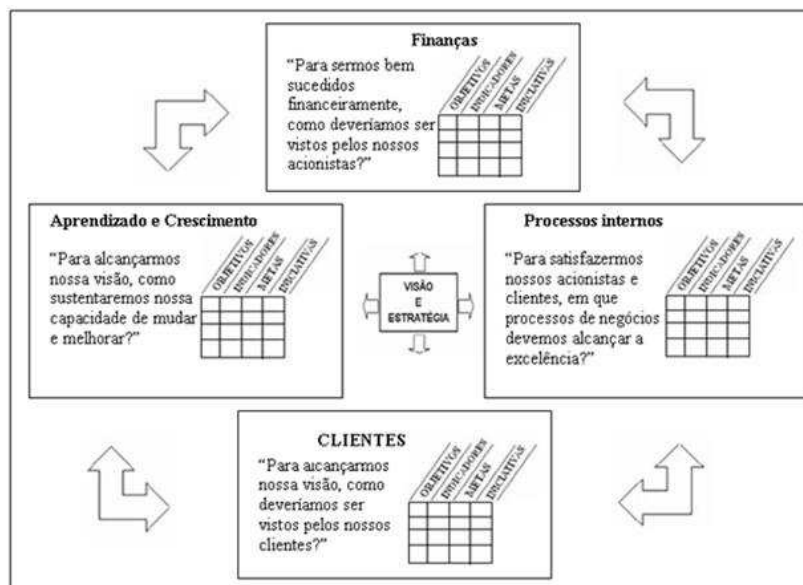 Finanças
“Para sermos bem
sucedidos
financeiramente,
como deveríamos ser
vistos pelos nossos
acionistas?”
OBJETIVOS
INDICADORES
METAS
INICIATIVAS
Aprendizado e Crescimento
“Para alcançarmos
nossa visão, como
sustentaremos nossa
capacidade de mudar
e melhorar?”
OBJETIVOS
INDICADORES
METAS
INICIATIVAS
VISÃO
E
ESTRATÉGIA
Processos internos
“Para satisfazermos
nossos acionistas e
clientes, em que
processos de negócios
devemos alcançar a
excelência?”
OBJETIVOS
INDICADORES
METAS
INICIATIVAS
CLIENTES
“Para alcançarmos
nossa visão, como
deveríamos ser
vistos pelos nossos
clientes?”
OBJETIVOS
INDICADORES
METAS
INICIATIVAS